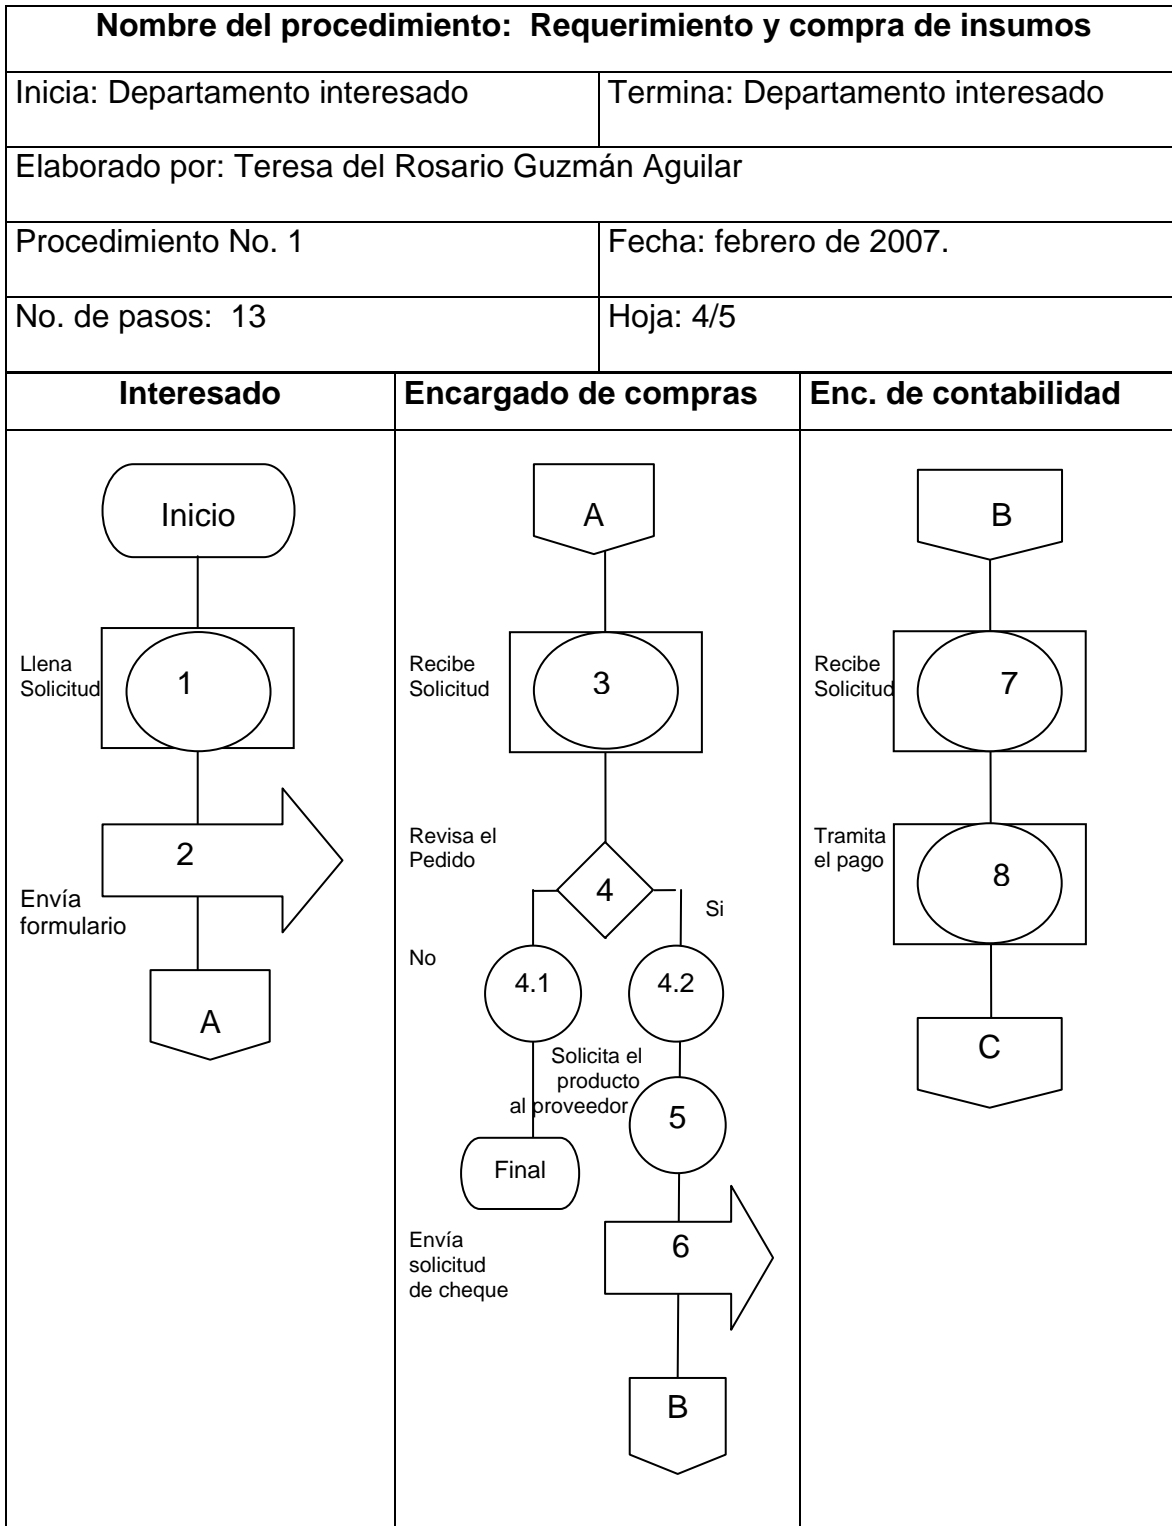 Nombre del procedimiento:  Requerimiento y compra de insumos
Inicia: Departamento interesado
Termina: Departamento interesado
Elaborado por: Teresa del Rosario Guzmán Aguilar
Procedimiento No. 1
Fecha: febrero de 2007.
No. de pasos:  13
Hoja: 4/5
Interesado
Encargado de compras
Enc. de contabilidad
Inicio
Llena
Solicitud
1
2
Envía
formulario
A
A
Recibe
Solicitud
3
Revisa el
Pedido
4
Si
No
4.1
4.2
Solicita el
producto
al proveedor
5
Final
Envía
solicitud
de cheque
6
B
B
Recibe
Solicitud
7
Tramita
el pago
8
C